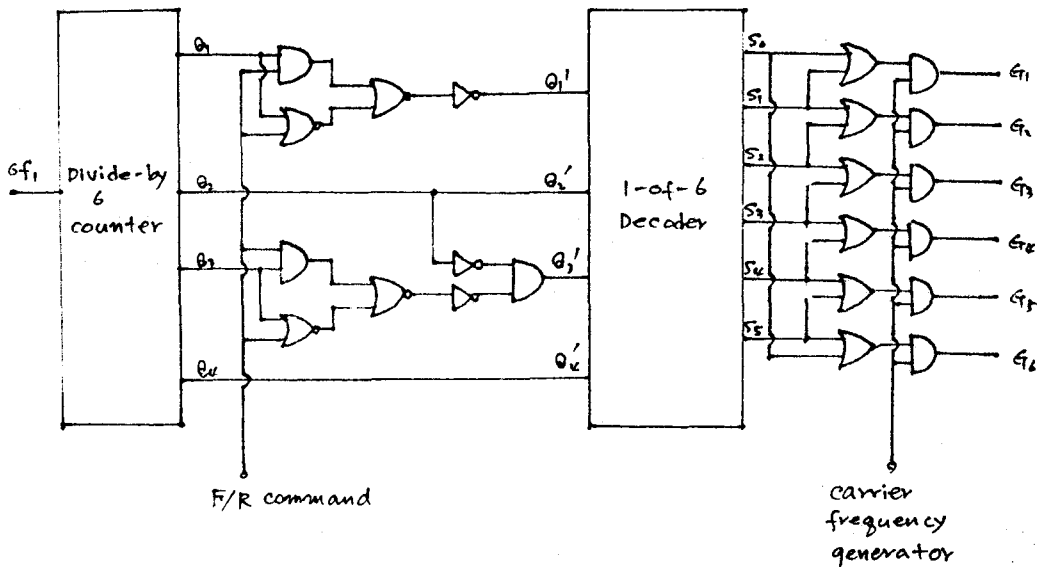 6f₁
Divide-by
6
counter
Q₁
Q₂
Q₃
Q₄
F/R command
Q₁'
Q₂'
Q₃'
Q₄'
1-of-6
Decoder
S₀
S₁
S₂
S₃
S₄
S₅
G₁
G₂
G₃
G₄
G₅
G₆
carrier
frequency
generator